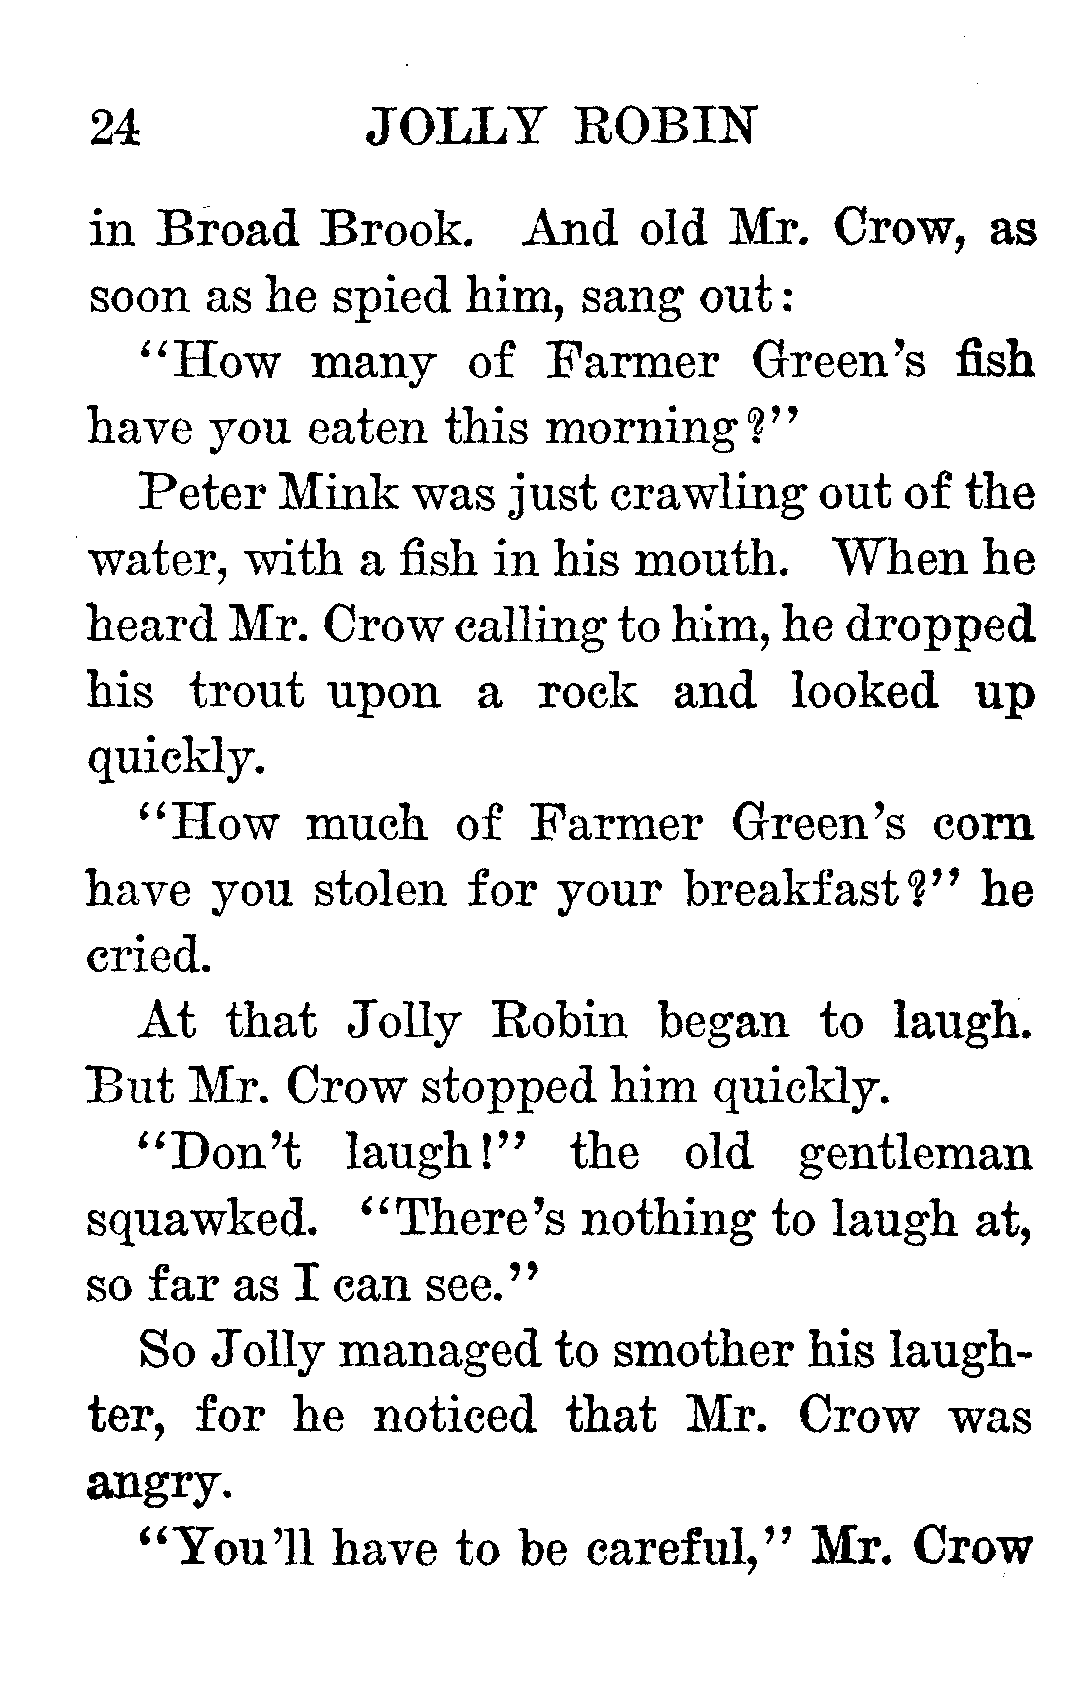 24 JOLLY ROBIN
in Broad Brook. And old Mr. Crow, as
soon as he spied him, sang out:
"How many of Farmer Green's fish
have you eaten this morning?"
Peter Mink was just crawling out of the
water, with a fish in his mouth. When he
heard Mr. Crow calling to him, he dropped
his trout upon a rock and looked up
quickly.
"How much of Farmer Green's corn
have you stolen for your breakfast?" he
cried.
At that Jolly Robin began to laugh.
But Mr. Crow stopped him quickly.
"Don't laugh!" the old gentleman
squawked. "There's nothing to laugh at,
so far as I can see."
So Jolly managed to smother his laugh-
ter, for he noticed that Mr. Crow was
angry.
"You'll have to be careful," Mr. Crow